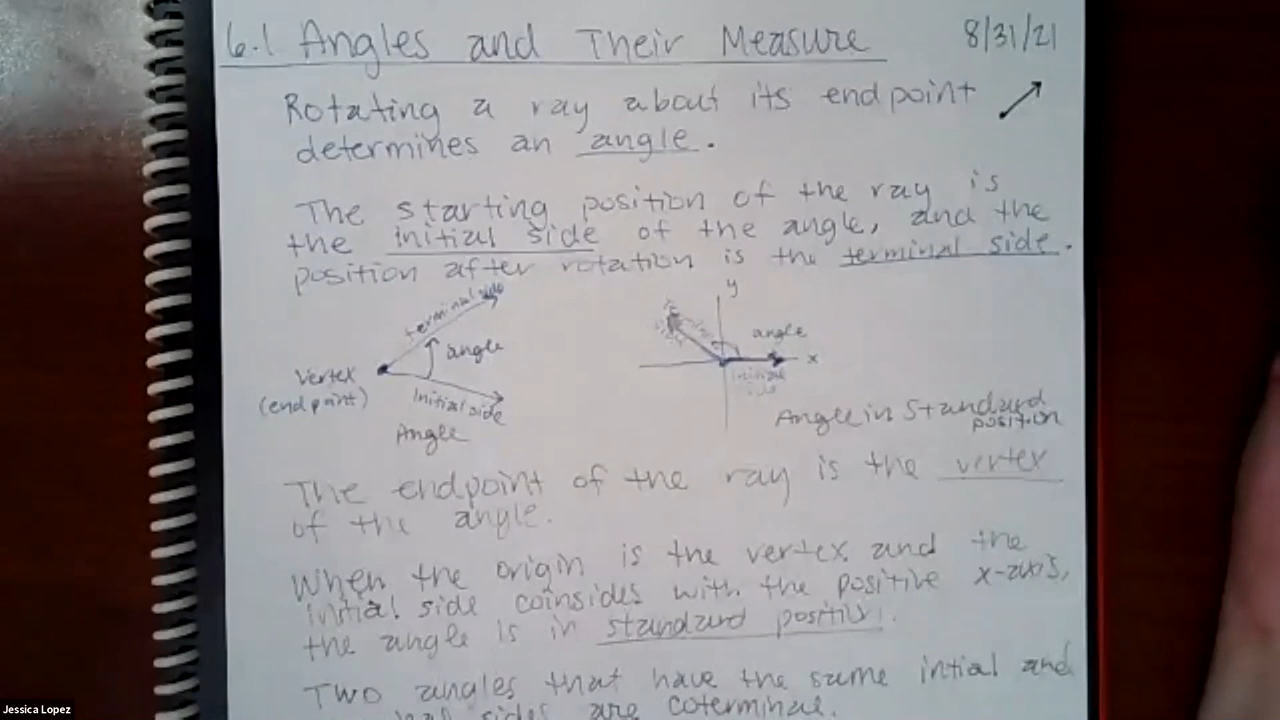 6.1 Angles and Their Measure 8/31/21
Rotating a ray about its endpoint
determines an angle.
The starting position of the ray is
the initial side of the angle, and the
position after rotation is the terminal side.
terminal side
angle
vertex
(endpoint)
Initial side
Angle
y
angle
x
initial
side
Angle in Standard
position
The endpoint of the ray is the vertex
of the angle.
When the origin is the vertex and the
initial side coinsides with the positive x-axis,
the angle is in standard position.
Two angles that have the same intial and
sides are coterminal.
Jessica Lopez